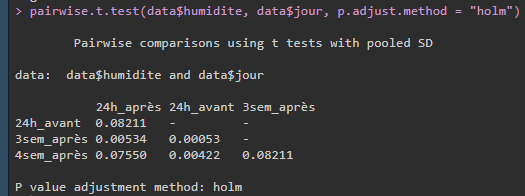 > pairwise.t.test(data$humidite, data$jour, p.adjust.method = "holm")
Pairwise comparisons using t tests with pooled SD
data:  data$humidite and data$jour
24h_après 24h_avant 3sem_après
24h_avant 0.08211 - -
3sem_après 0.00534 0.00053 -
4sem_après 0.07550 0.00422 0.08211
P value adjustment method: holm